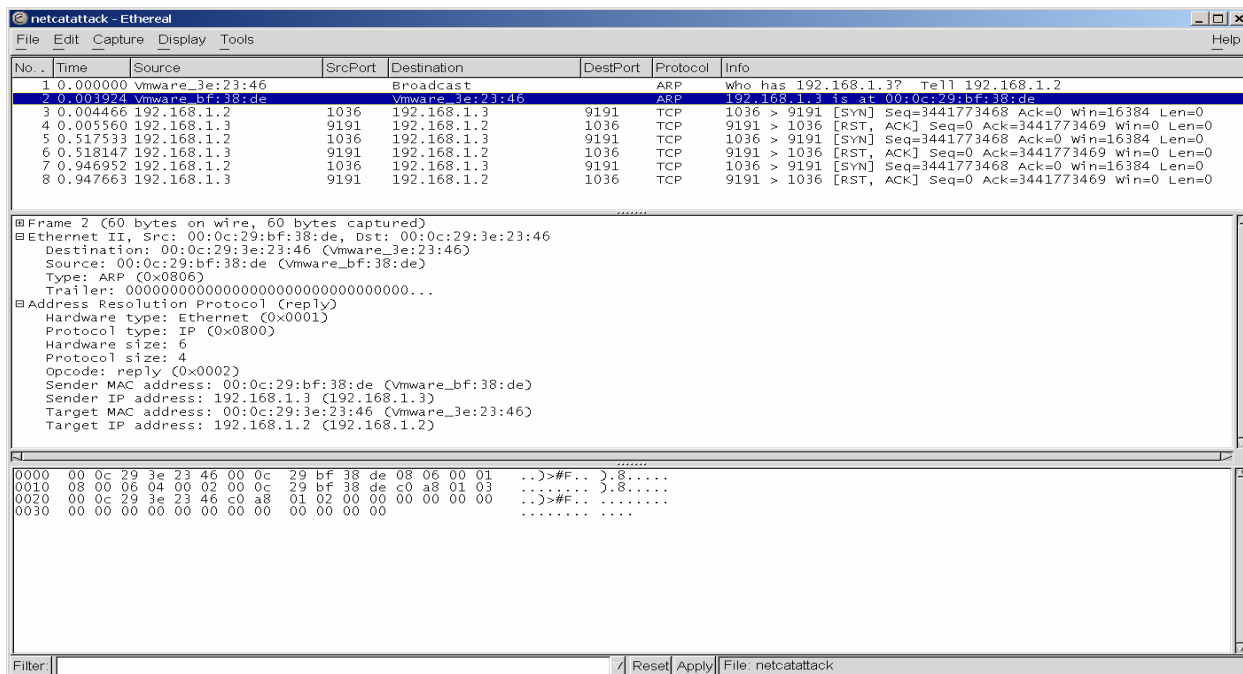 netcatattack - Ethereal
File Edit Capture Display Tools Help
No. . Time Source SrcPort Destination DestPort Protocol Info
1 0.000000 Vmware_3e:23:46 Broadcast ARP Who has 192.168.1.3? Tell 192.168.1.2
2 0.003924 Vmware_bf:38:de Vmware_3e:23:46 ARP 192.168.1.3 is at 00:0c:29:bf:38:de
3 0.004466 192.168.1.2 1036 192.168.1.3 9191 TCP 1036 > 9191 [SYN] Seq=3441773468 Ack=0 Win=16384 Len=0
4 0.005560 192.168.1.3 9191 192.168.1.2 1036 TCP 9191 > 1036 [RST, ACK] Seq=0 Ack=3441773469 Win=0 Len=0
5 0.517533 192.168.1.2 1036 192.168.1.3 9191 TCP 1036 > 9191 [SYN] Seq=3441773468 Ack=0 Win=16384 Len=0
6 0.518147 192.168.1.3 9191 192.168.1.2 1036 TCP 9191 > 1036 [RST, ACK] Seq=0 Ack=3441773469 Win=0 Len=0
7 0.946952 192.168.1.2 1036 192.168.1.3 9191 TCP 1036 > 9191 [SYN] Seq=3441773468 Ack=0 Win=16384 Len=0
8 0.947663 192.168.1.3 9191 192.168.1.2 1036 TCP 9191 > 1036 [RST, ACK] Seq=0 Ack=3441773469 Win=0 Len=0
Frame 2 (60 bytes on wire, 60 bytes captured)
Ethernet II, Src: 00:0c:29:bf:38:de, Dst: 00:0c:29:3e:23:46
Destination: 00:0c:29:3e:23:46 (Vmware_3e:23:46)
Source: 00:0c:29:bf:38:de (Vmware_bf:38:de)
Type: ARP (0x0806)
Trailer: 00000000000000000000000000000000...
Address Resolution Protocol (reply)
Hardware type: Ethernet (0x0001)
Protocol type: IP (0x0800)
Hardware size: 6
Protocol size: 4
Opcode: reply (0x0002)
Sender MAC address: 00:0c:29:bf:38:de (Vmware_bf:38:de)
Sender IP address: 192.168.1.3 (192.168.1.3)
Target MAC address: 00:0c:29:3e:23:46 (Vmware_3e:23:46)
Target IP address: 192.168.1.2 (192.168.1.2)
0000 00 0c 29 3e 23 46 00 0c 29 bf 38 de 08 06 00 01 ..)>#F.. ).8.....
0010 08 00 06 04 00 02 00 0c 29 bf 38 de c0 a8 01 03 ........ ).8.....
0020 00 0c 29 3e 23 46 c0 a8 01 02 00 00 00 00 00 00 ..)>#F.. ........
0030 00 00 00 00 00 00 00 00 00 00 00 00 ........ ....
Filter: / Reset Apply File: netcatattack